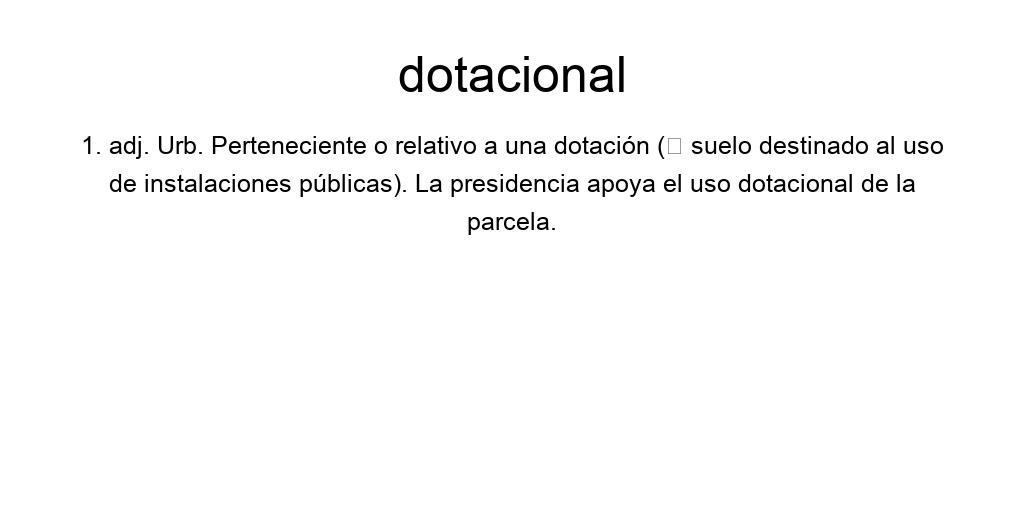 dotacional
1. adj. Urb. Perteneciente o relativo a una dotación (▯ suelo destinado al uso
de instalaciones públicas). La presidencia apoya el uso dotacional de la
parcela.